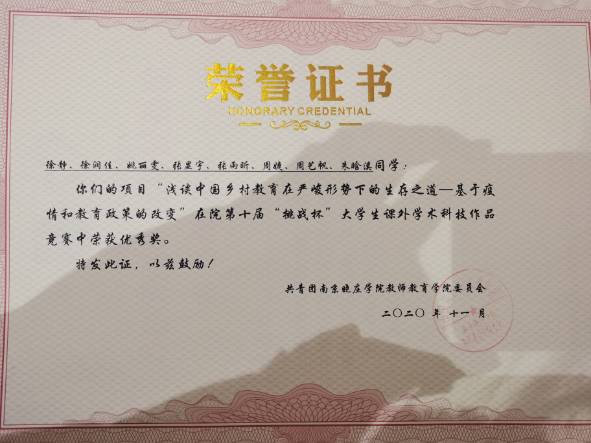 荣誉证书
HONORARY CREDENTIAL
徐静、徐润佳、姚丽雯、张昱宇、张雨昕、周婕、周艺帆、朱晗淏同学:
你们的项目“浅谈中国乡村教育在严峻形势下的生存之道—基于疫
情和教育政策的改变”在院第十届“挑战杯”大学生课外学术科技作品
竞赛中荣获优秀奖。
特发此证,以兹鼓励!
共青团南京晓庄学院教师教育学院委员会
二〇二〇 年 十一 月